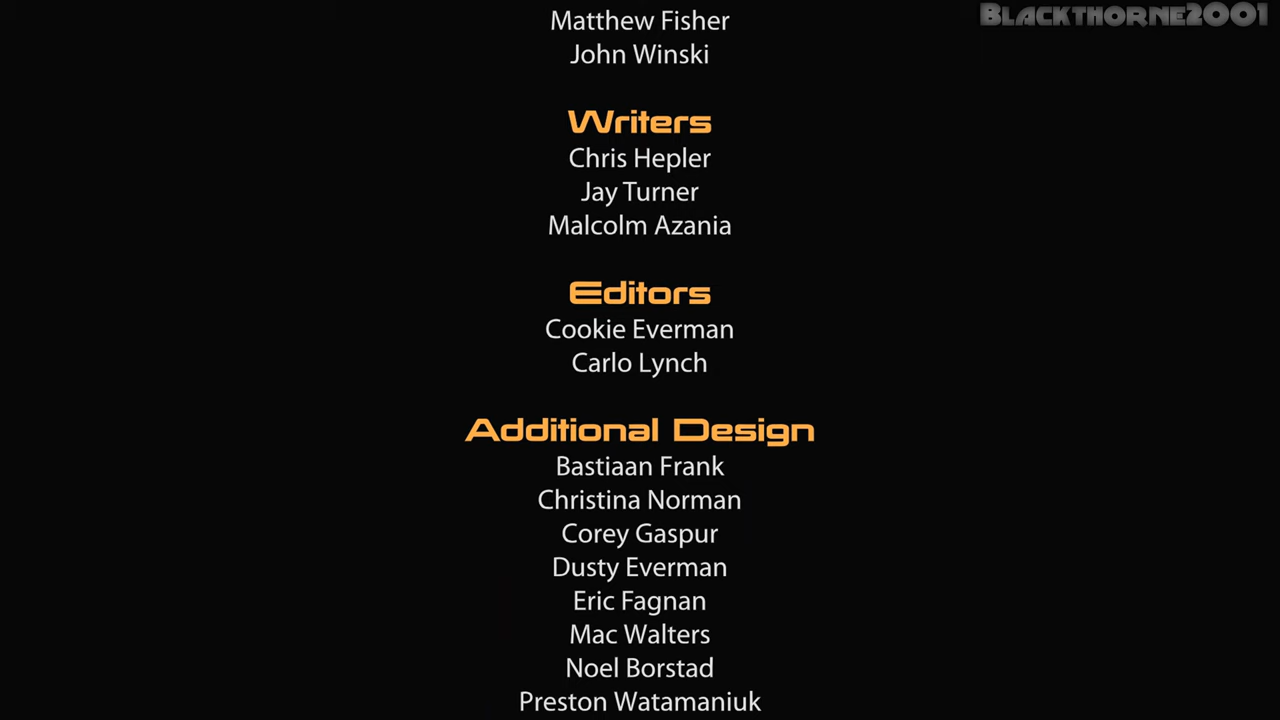 Blackthorne2001
Matthew Fisher
John Winski
Writers
Chris Hepler
Jay Turner
Malcolm Azania
Editors
Cookie Everman
Carlo Lynch
Additional Design
Bastiaan Frank
Christina Norman
Corey Gaspur
Dusty Everman
Eric Fagnan
Mac Walters
Noel Borstad
Preston Watamaniuk